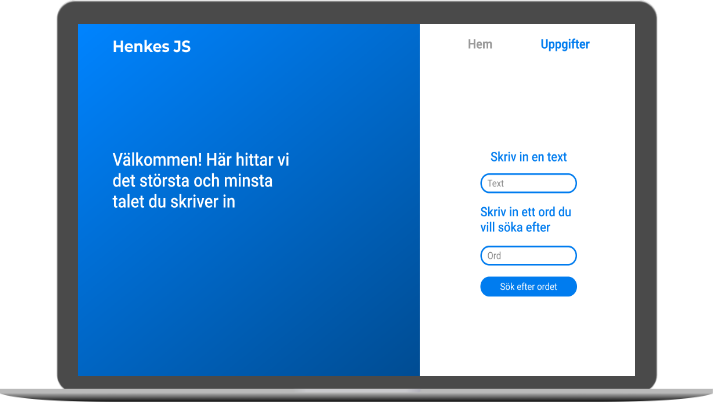 Henkes JS
Hem
Uppgifter
Välkommen! Här hittar vi
det största och minsta
talet du skriver in
Skriv in en text
Text
Skriv in ett ord du
vill söka efter
Ord
Sök efter ordet